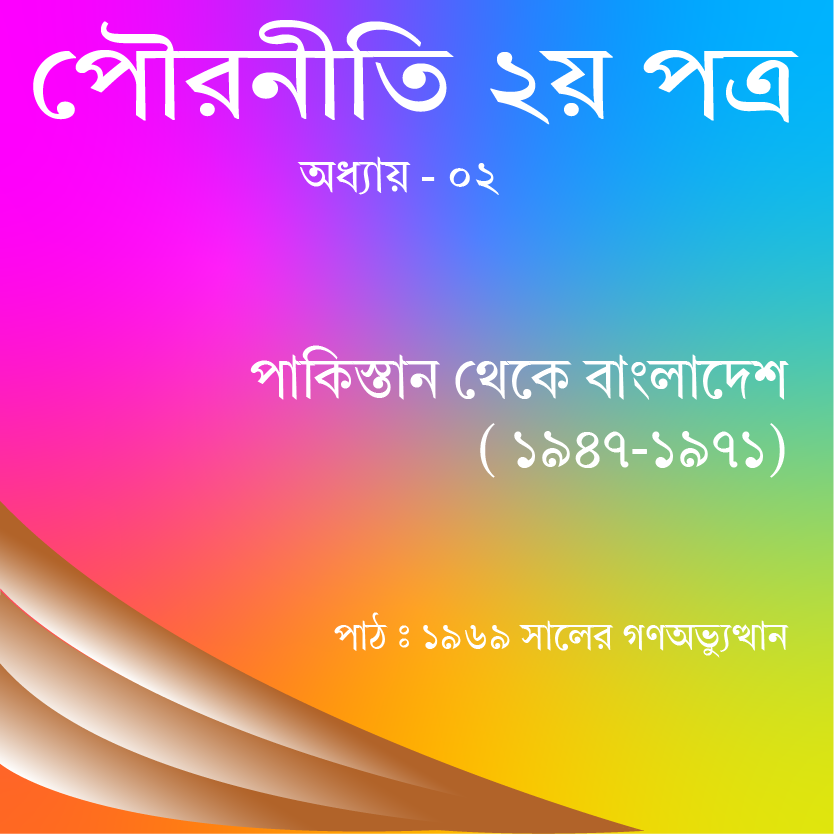 পৌরনীতি ২য় পত্র
অধ্যায় - ০২
পাকিস্তান থেকে বাংলাদেশ
( ১৯৪৭-১৯৭১)
পাঠ ঃ ১৯৬৯ সালের গণঅভ্যুত্থান